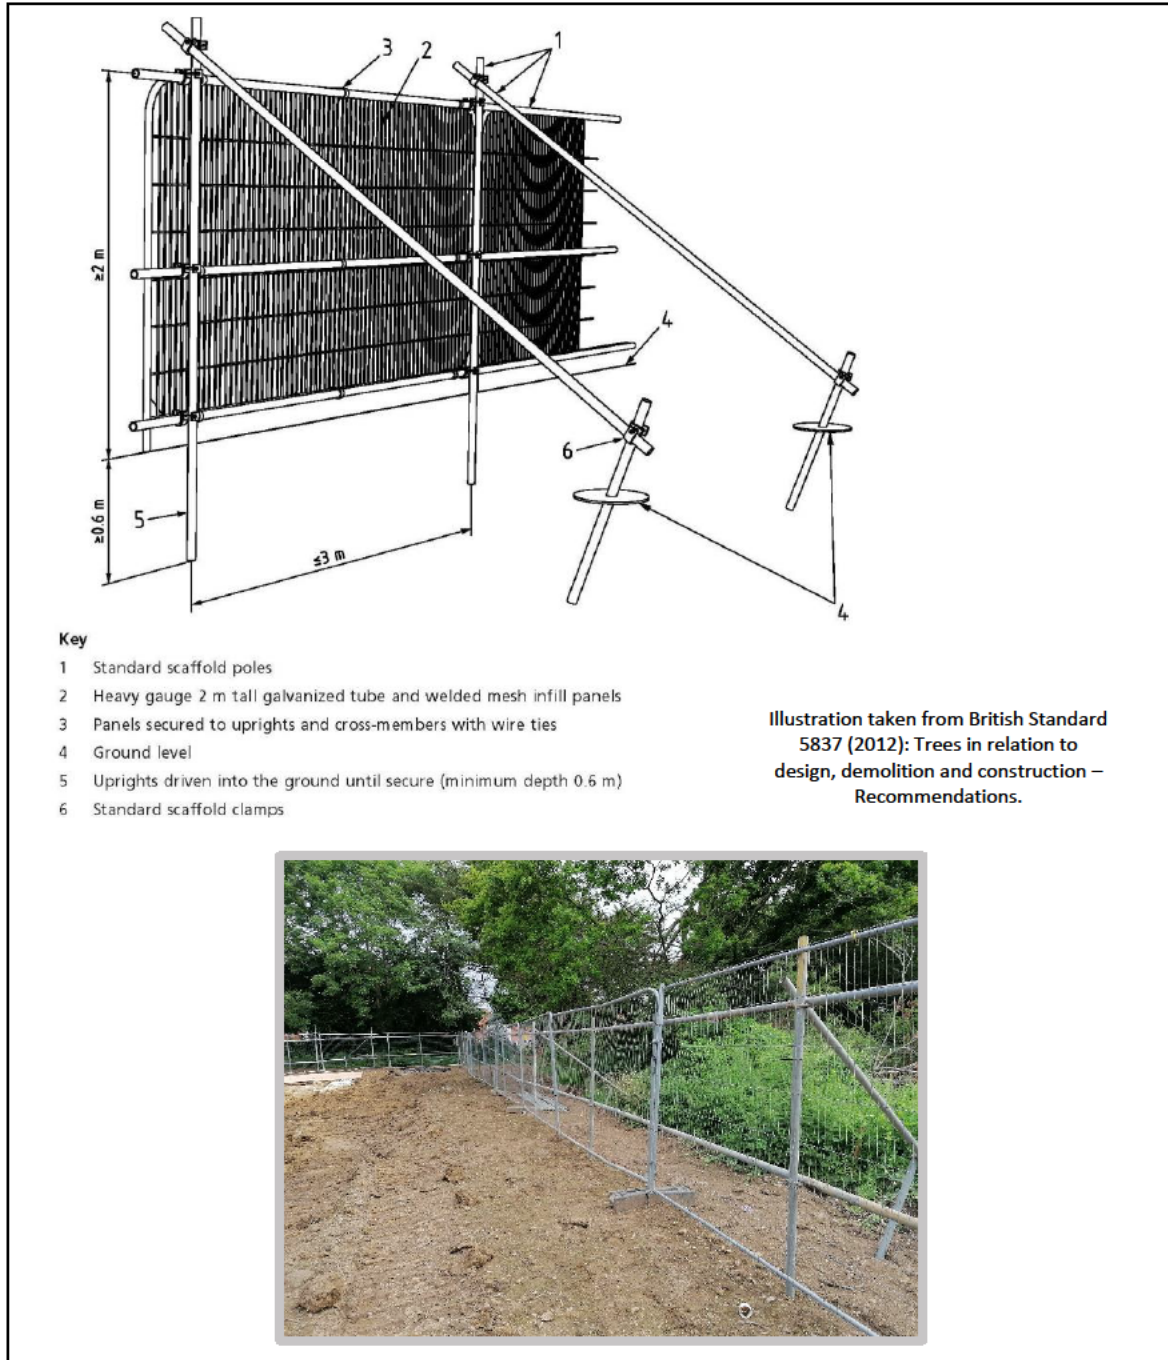 1
3
2
≥2 m
4
6
≥0.6 m
5
≤3 m
4
Key
1 Standard scaffold poles
2 Heavy gauge 2 m tall galvanized tube and welded mesh infill panels
3 Panels secured to uprights and cross-members with wire ties
4 Ground level
5 Uprights driven into the ground until secure (minimum depth 0.6 m)
6 Standard scaffold clamps
Illustration taken from British Standard
5837 (2012): Trees in relation to
design, demolition and construction –
Recommendations.